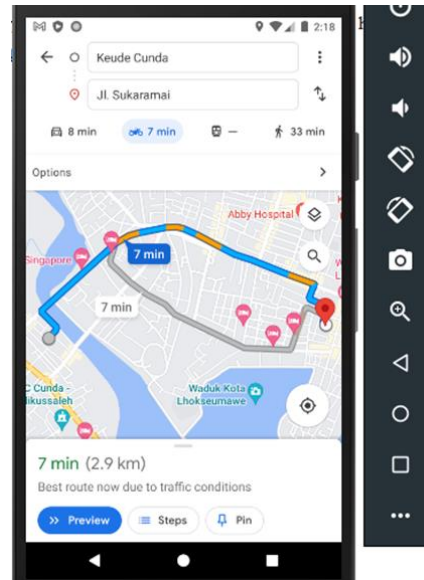 2:18
Keude Cunda
Jl. Sukaramai
8 min
7 min
—
33 min
Options
Abby Hospital
Singapore
7 min
7 min
C Cunda -
ikussaleh
Waduk Kota
Lhokseumawe
7 min (2.9 km)
Best route now due to traffic conditions
Preview
Steps
Pin